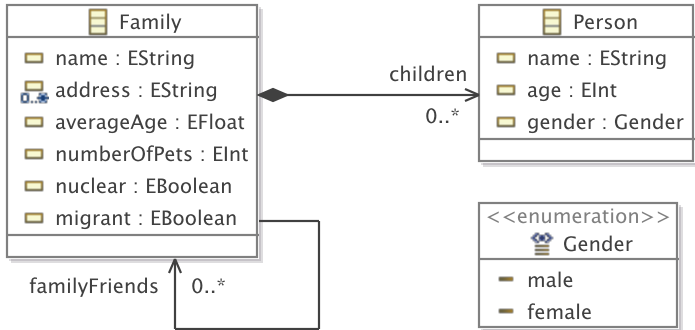 Family
name : EString
0..*
address : EString
averageAge : EFloat
numberOfPets : EInt
nuclear : EBoolean
migrant : EBoolean
children
0..*
familyFriends
0..*
Person
name : EString
age : EInt
gender : Gender
<<enumeration>>
Gender
male
female